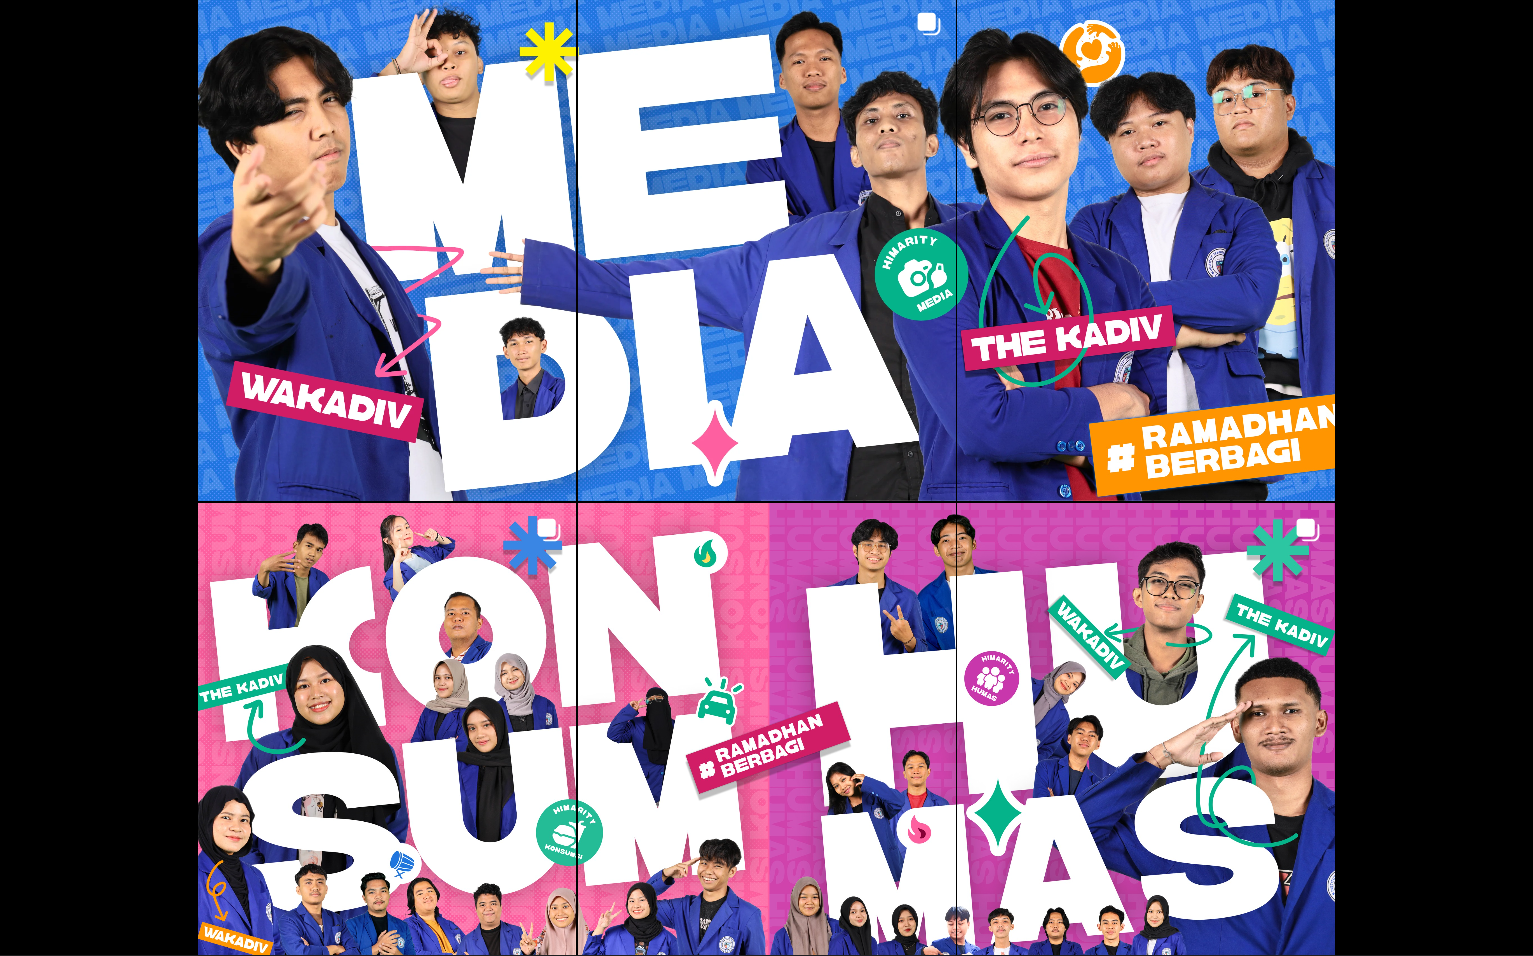 MEDIA
HIMARITY
MEDIA
WAKADIV
THE KADIV
# RAMADHAN
BERBAGI
KON
SUM
THE KADIV
WAKADIV
HIMARITY
KONSUMSI
# RAMADHAN
BERBAGI
HU
MAS
HIMARITY
HUMAS
WAKADIV
THE KADIV